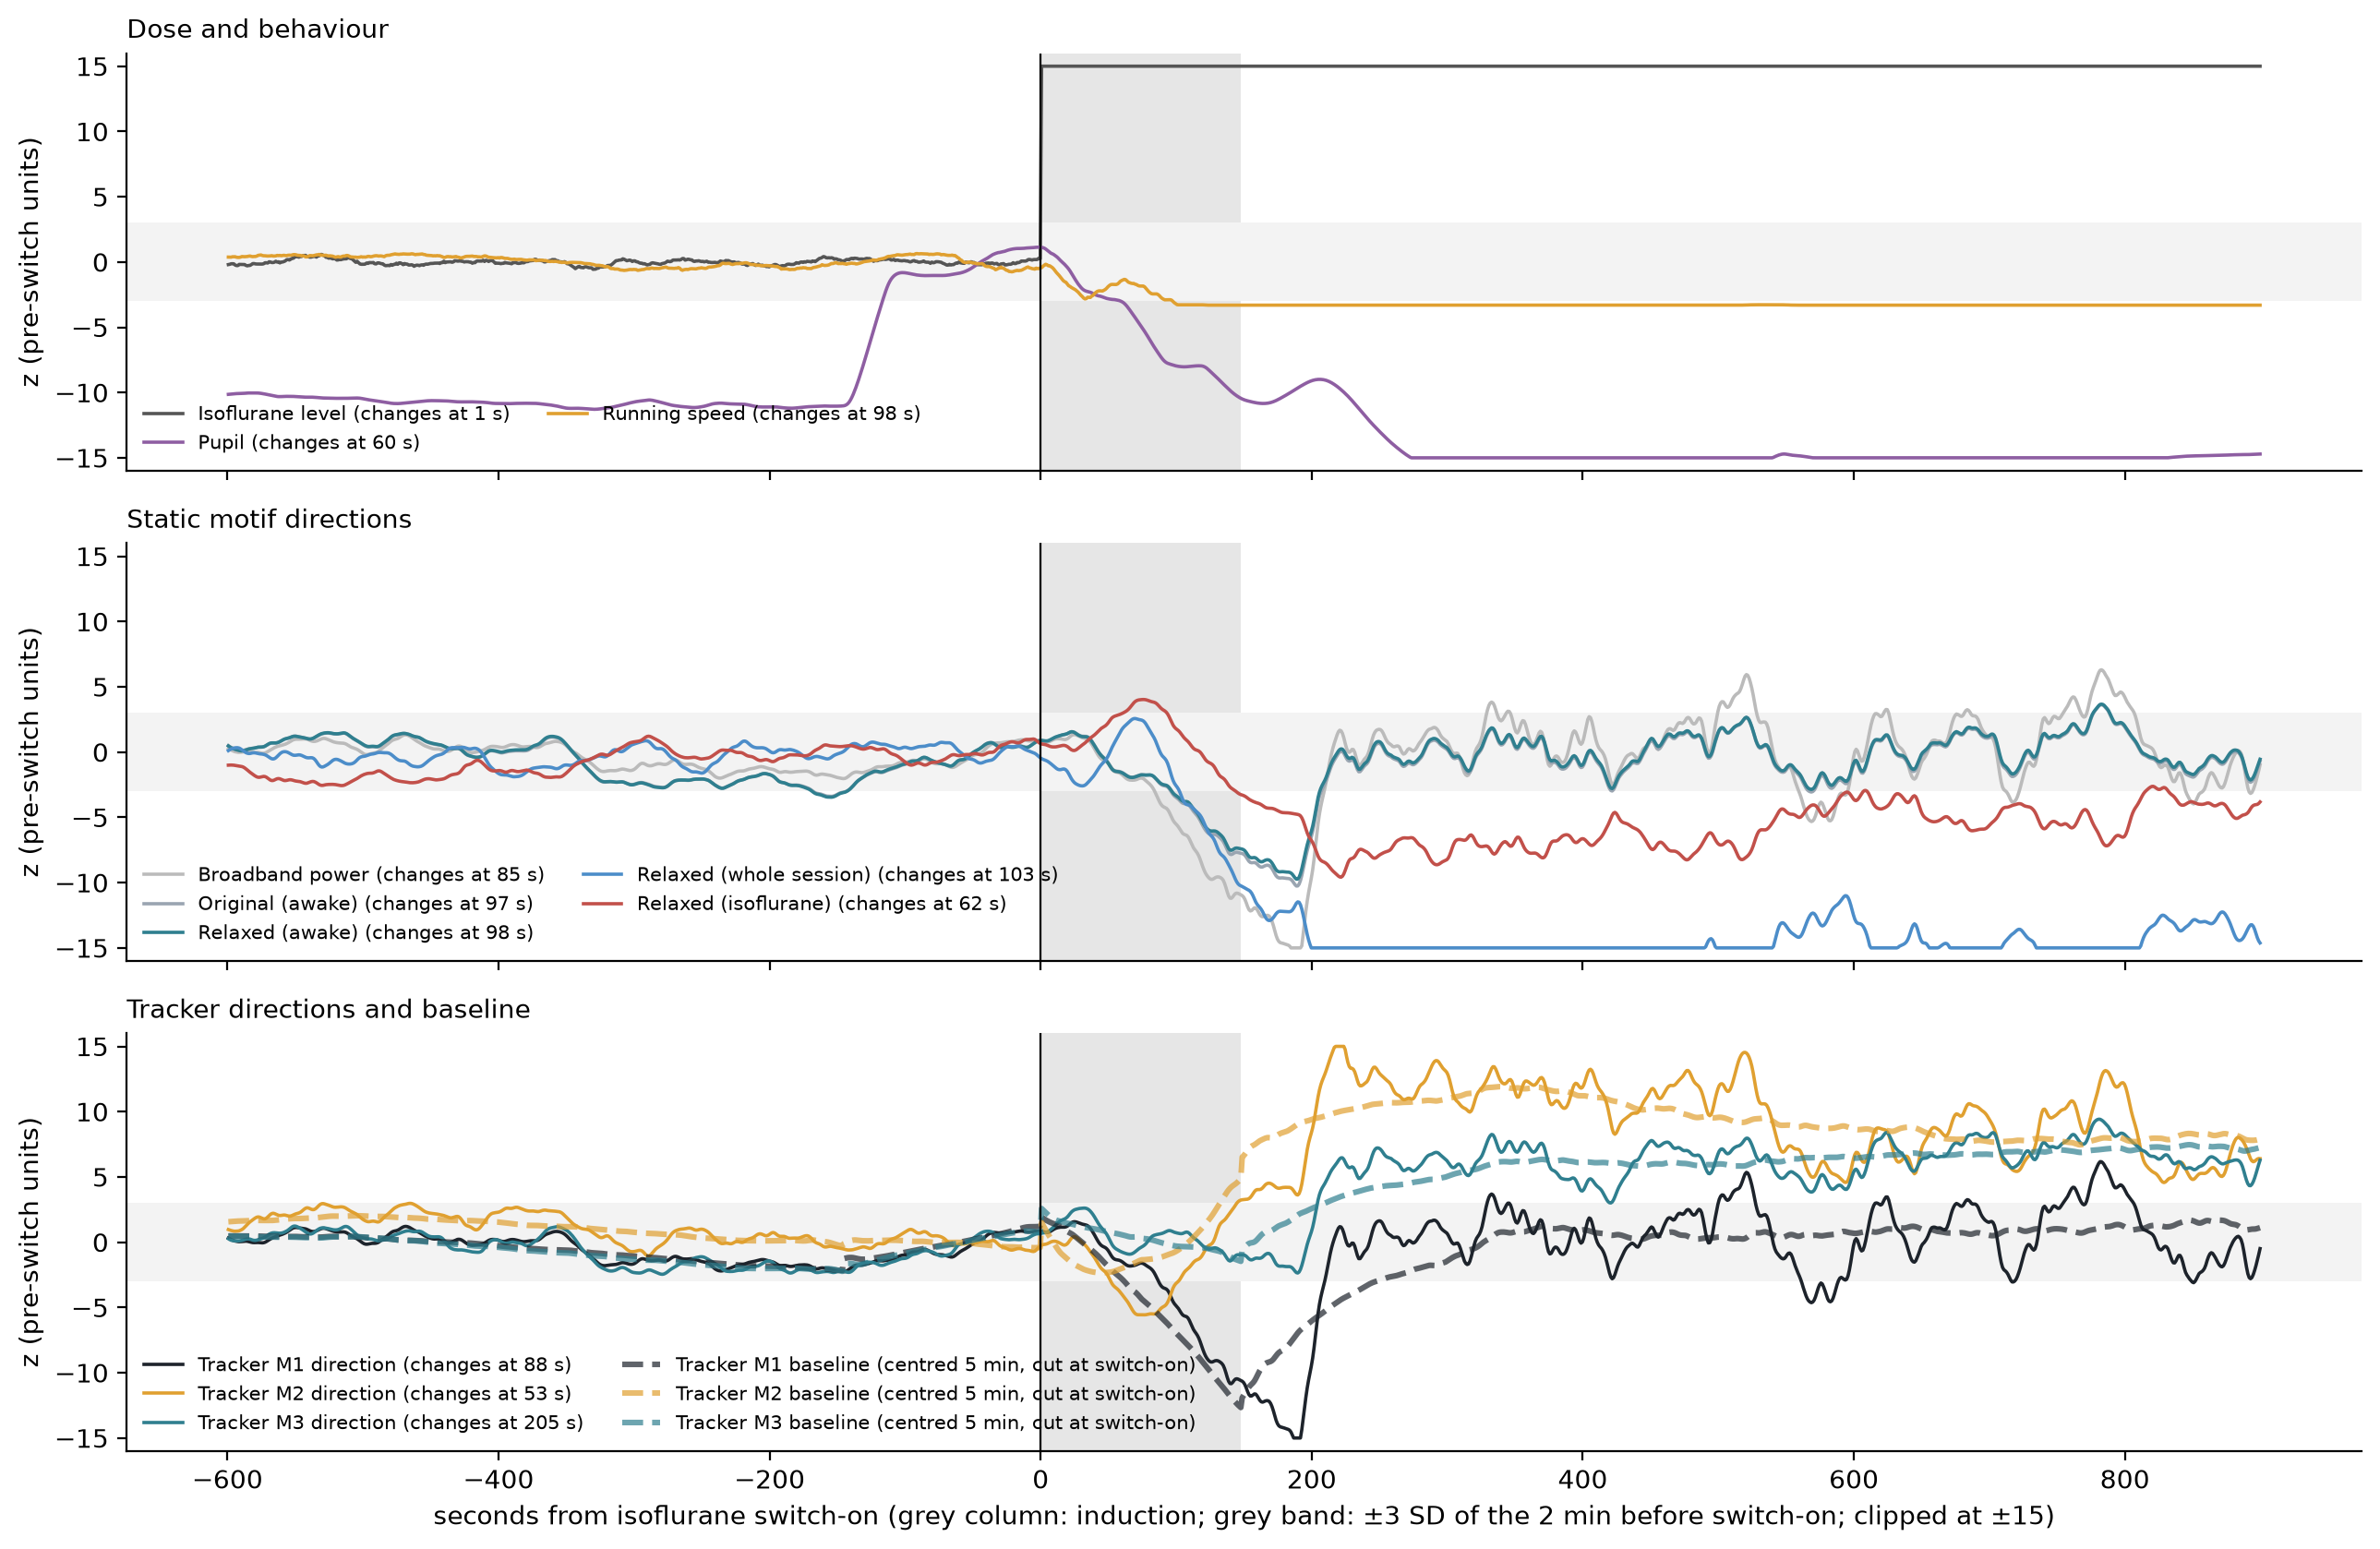 Dose and behaviour
15
10
5
0
−5
−10
−15
z (pre-switch units)
Isoflurane level (changes at 1 s)
Running speed (changes at 98 s)
Pupil (changes at 60 s)
Static motif directions
15
10
5
0
−5
−10
−15
z (pre-switch units)
Broadband power (changes at 85 s)
Relaxed (whole session) (changes at 103 s)
Original (awake) (changes at 97 s)
Relaxed (isoflurane) (changes at 62 s)
Relaxed (awake) (changes at 98 s)
Tracker directions and baseline
15
10
5
0
−5
−10
−15
z (pre-switch units)
Tracker M1 direction (changes at 88 s)
Tracker M1 baseline (centred 5 min, cut at switch-on)
Tracker M2 direction (changes at 53 s)
Tracker M2 baseline (centred 5 min, cut at switch-on)
Tracker M3 direction (changes at 205 s)
Tracker M3 baseline (centred 5 min, cut at switch-on)
−600 −400 −200 0 200 400 600 800
seconds from isoflurane switch-on (grey column: induction; grey band: ±3 SD of the 2 min before switch-on; clipped at ±15)